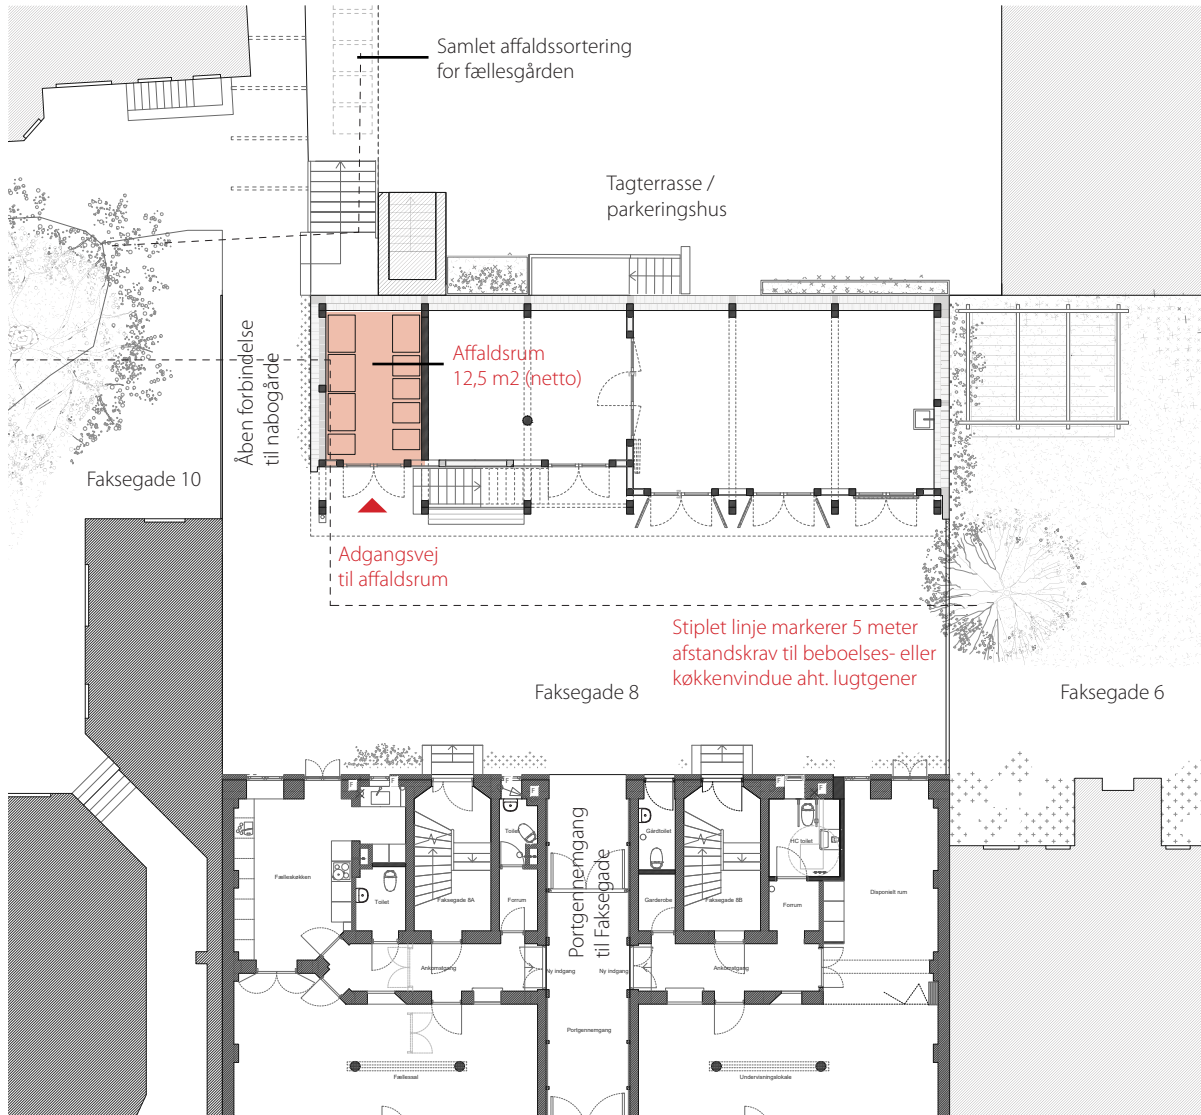 Samlet affaldssortering
for fællesgården
Tagterrasse /
parkeringshus
Åben forbindelse
til nabogårde
Affaldsrum
12,5 m2 (netto)
Faksegade 10
Adgangsvej
til affaldsrum
Stiplet linje markerer 5 meter
afstandskrav til beboelses- eller
køkkenvindue aht. lugtgener
Faksegade 8
Faksegade 6
F
F
F
F
F
F
Portgennemgang
til Faksegade
Toilet
Gårdtoilet
HC toilet
Fælleskøkken
Toilet
Faksegade 8A
Forrum
Garderobe
Faksegade 8B
Forrum
Disponielt rum
Ankomstgang
Ny indgang
Ny indgang
Ankomstgang
Portgennemgang
Fællessal
Undervisningslokale